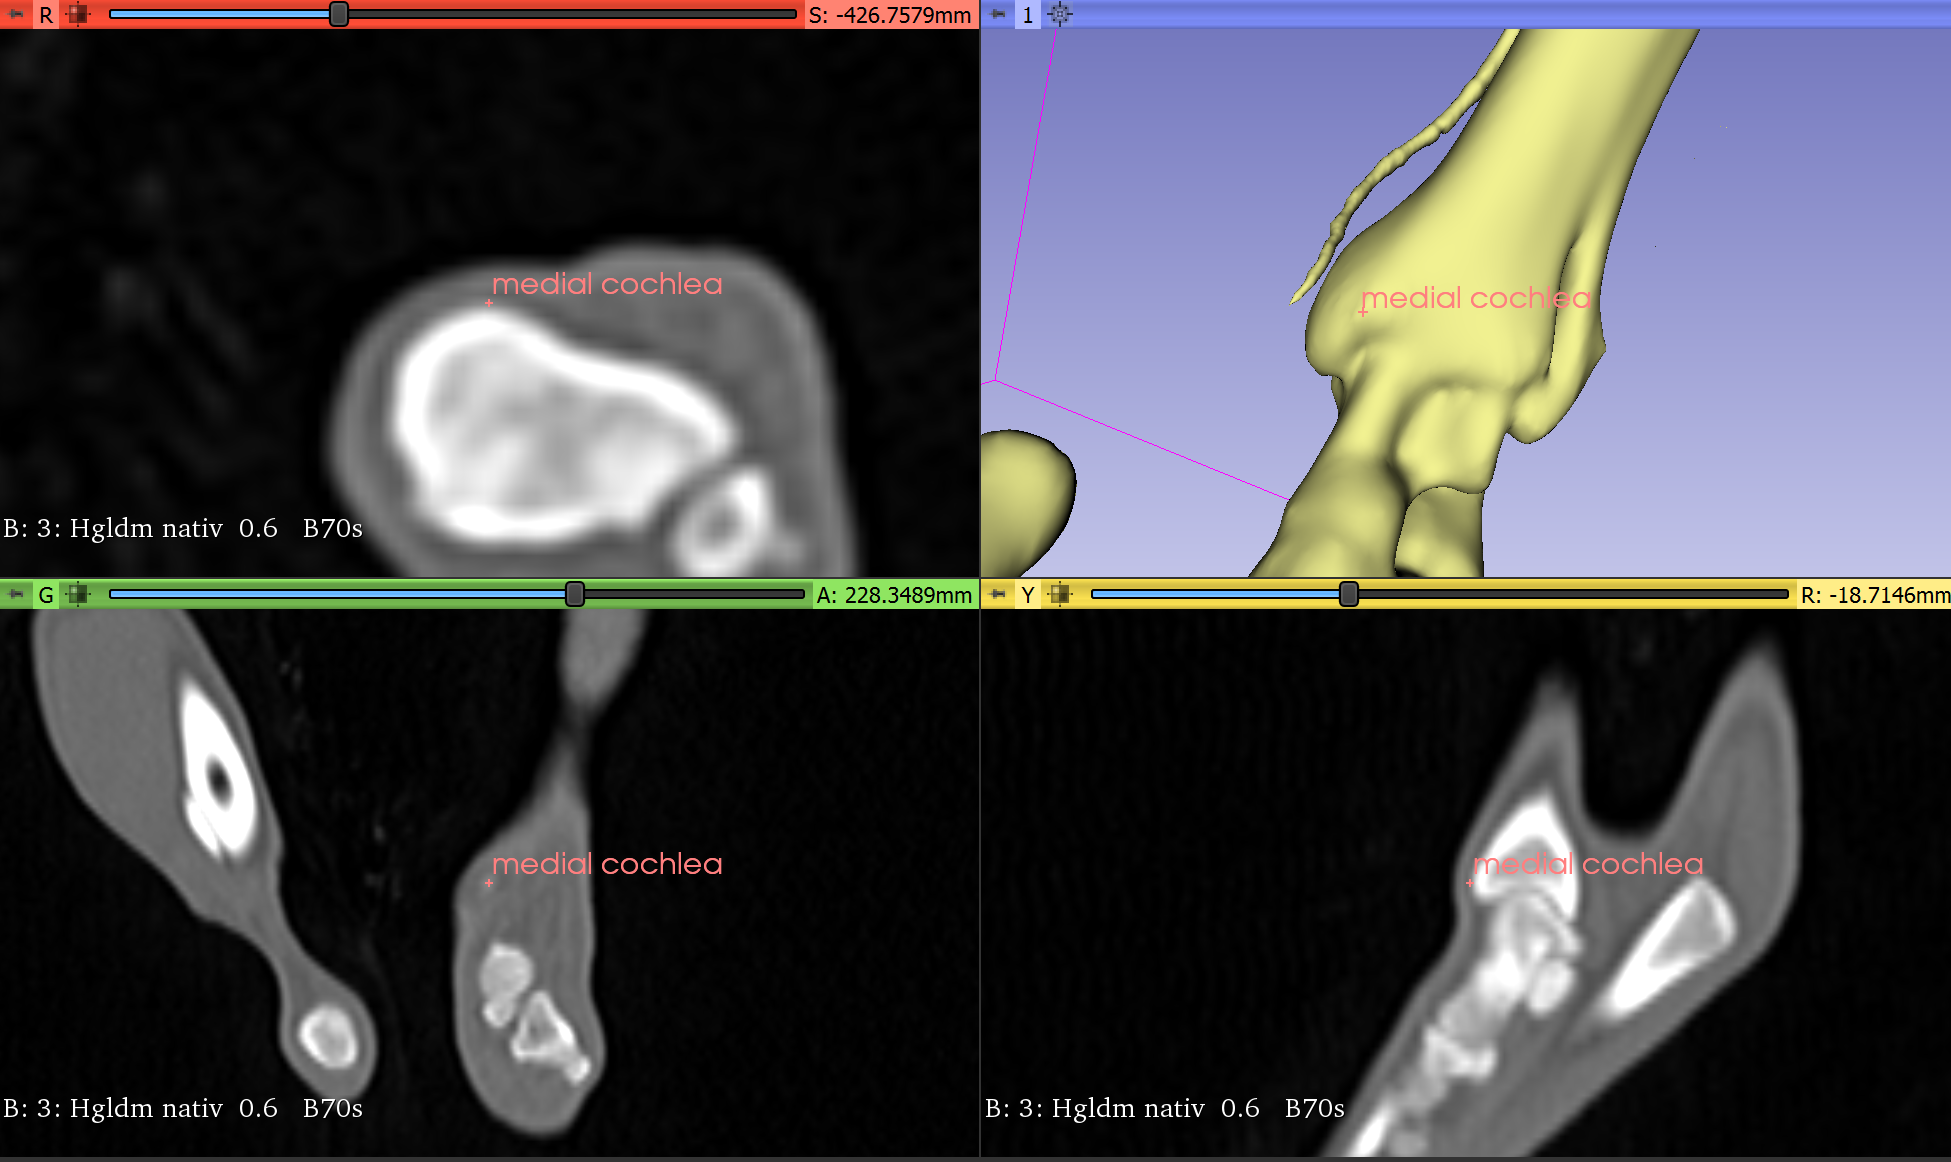 R S: -426.7579mm
medial cochlea
B: 3: Hgldm nativ 0.6 B70s
1
medial cochlea
G A: 228.3489mm
medial cochlea
B: 3: Hgldm nativ 0.6 B70s
Y R: -18.7146mm
medial cochlea
B: 3: Hgldm nativ 0.6 B70s